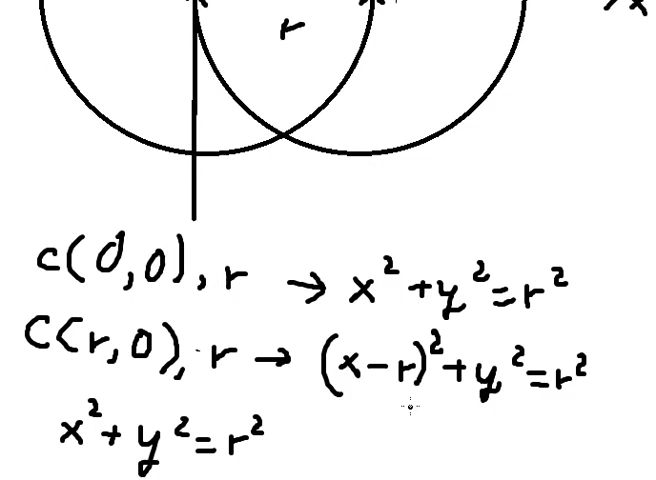 r
x
c(0,0), r → x²+y²=r²
C(r,0), r → (x-r)²+y²=r²
x²+y²=r²